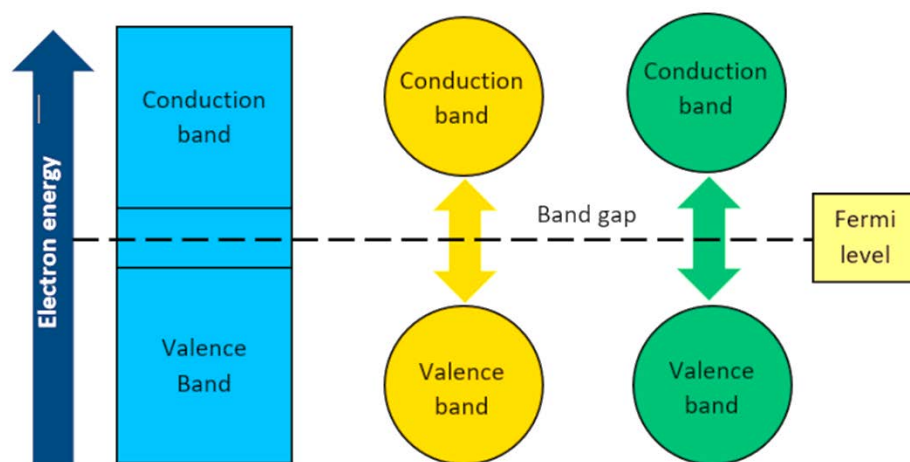 Electron energy
Conduction
band
Valence
Band
Conduction
band
Valence
band
Conduction
band
Valence
band
Band gap
Fermi
level